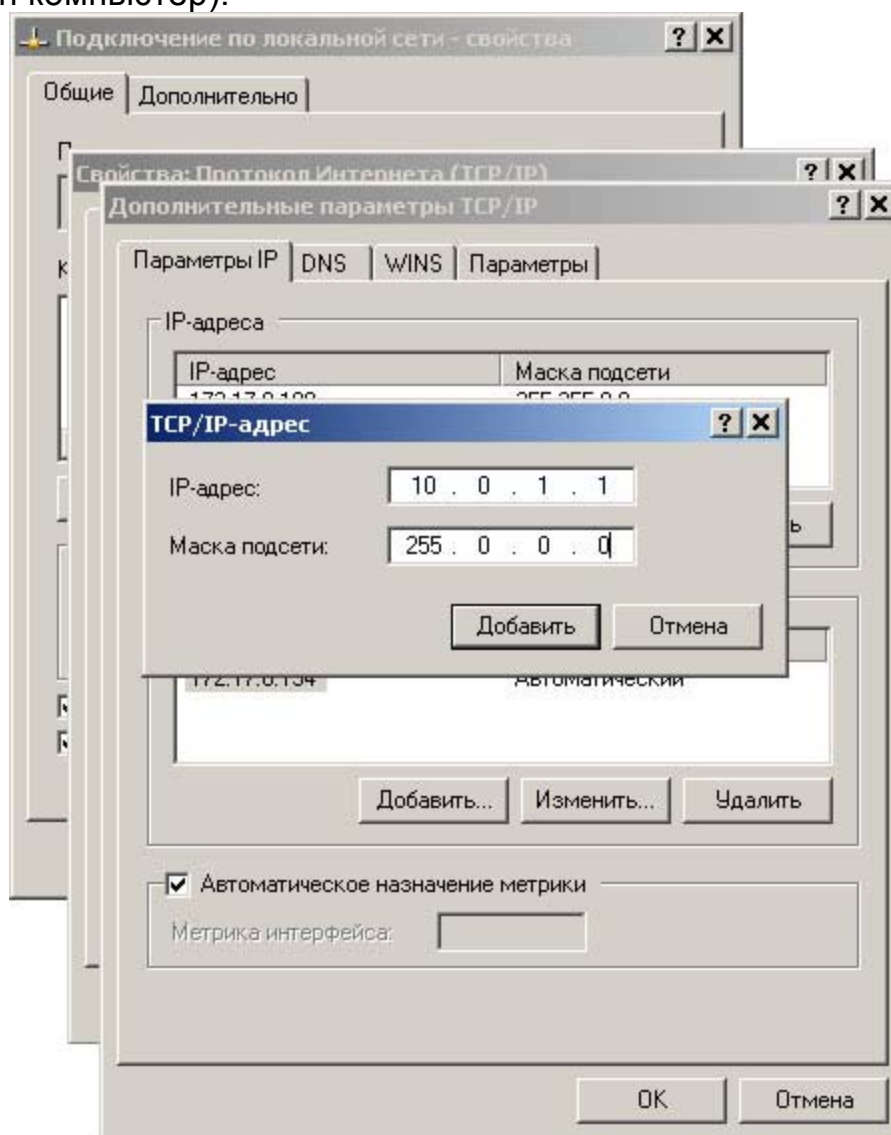 компьютер).
Подключение по локальной сети - свойства
Общие Дополнительно
Свойства: Протокол Интернета (TCP/IP)
Дополнительные параметры TCP/IP
Параметры IP DNS WINS Параметры
IP-адреса
IP-адрес Маска подсети
TCP/IP-адрес
IP-адрес: 10 . 0 . 1 . 1
Маска подсети: 255 . 0 . 0 . 0
Добавить Отмена
Автоматический
Добавить... Изменить... Удалить
Автоматическое назначение метрики
Метрика интерфейса:
OK Отмена